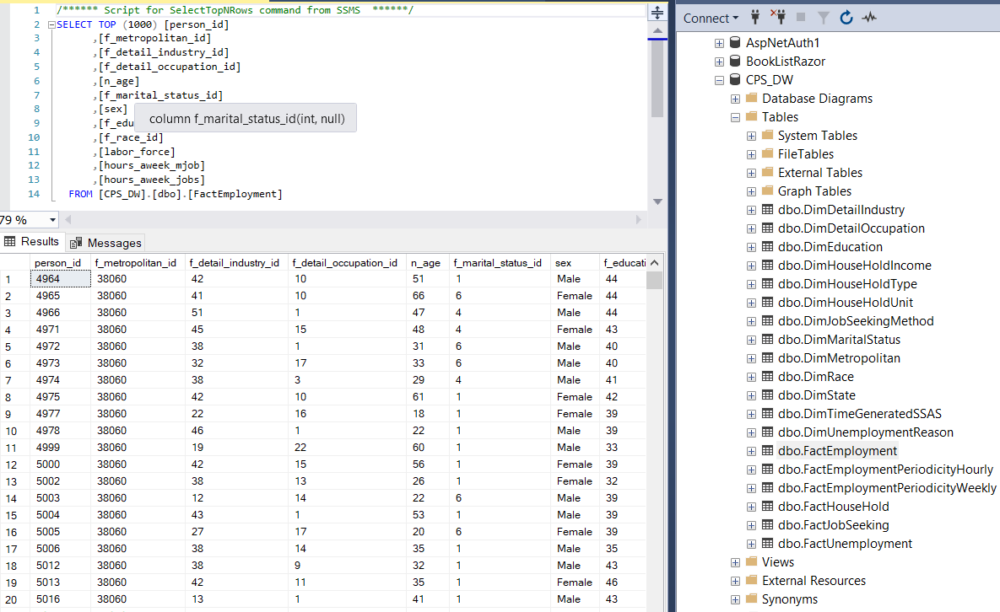 1 /****** Script for SelectTopNRows command from SSMS ******/
2 SELECT TOP (1000) [person_id]
3 ,[f_metropolitan_id]
4 ,[f_detail_industry_id]
5 ,[f_detail_occupation_id]
6 ,[n_age]
7 ,[f_marital_status_id]
8 ,[sex]
column f_marital_status_id(int, null)
9 ,[f_edu
10 ,[f_race_id]
11 ,[labor_force]
12 ,[hours_aweek_mjob]
13 ,[hours_aweek_jobs]
14 FROM [CPS_DW].[dbo].[FactEmployment]
79 %
Results Messages
person_id f_metropolitan_id f_detail_industry_id f_detail_occupation_id n_age f_marital_status_id sex f_educati
1 4964 38060 42 10 51 1 Male 44
2 4965 38060 41 10 66 6 Female 44
3 4966 38060 51 1 47 4 Male 44
4 4971 38060 45 15 48 4 Female 43
5 4972 38060 38 1 31 6 Male 40
6 4973 38060 32 17 33 6 Male 40
7 4974 38060 38 3 29 4 Male 41
8 4975 38060 42 10 61 1 Female 42
9 4977 38060 22 16 18 1 Female 39
10 4978 38060 46 1 22 1 Male 39
11 4999 38060 19 22 60 1 Male 33
12 5000 38060 42 15 56 1 Female 39
13 5002 38060 38 13 26 1 Female 32
14 5003 38060 12 14 22 6 Male 39
15 5004 38060 43 1 53 1 Male 39
16 5005 38060 27 17 20 6 Female 39
17 5006 38060 38 14 35 1 Male 35
18 5012 38060 38 9 32 1 Male 43
19 5013 38060 42 11 35 1 Female 46
20 5016 38060 13 1 41 1 Male 43
Connect
AspNetAuth1
BookListRazor
CPS_DW
Database Diagrams
Tables
System Tables
FileTables
External Tables
Graph Tables
dbo.DimDetailIndustry
dbo.DimDetailOccupation
dbo.DimEducation
dbo.DimHouseHoldIncome
dbo.DimHouseHoldType
dbo.DimHouseHoldUnit
dbo.DimJobSeekingMethod
dbo.DimMaritalStatus
dbo.DimMetropolitan
dbo.DimRace
dbo.DimState
dbo.DimTimeGeneratedSSAS
dbo.DimUnemploymentReason
dbo.FactEmployment
dbo.FactEmploymentPeriodicityHourly
dbo.FactEmploymentPeriodicityWeekly
dbo.FactHouseHold
dbo.FactJobSeeking
dbo.FactUnemployment
Views
External Resources
Synonyms